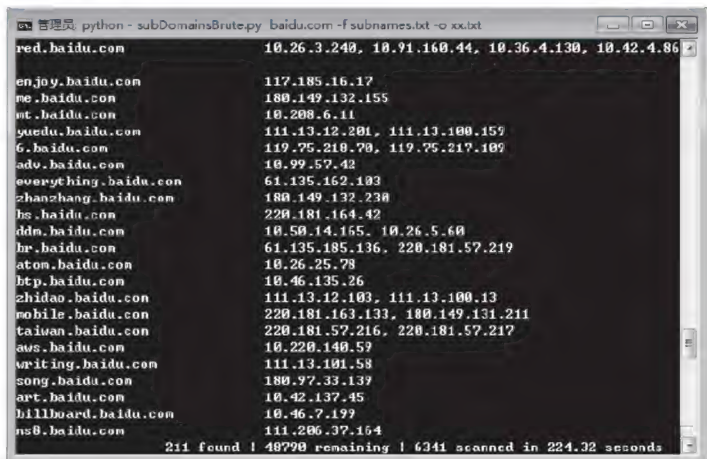 管理员: python - subDomainsBrute.py baidu.com -f subnames.txt -o xx.txt
red.baidu.com 10.26.3.240, 10.91.160.44, 10.36.4.130, 10.42.4.86
enjoy.baidu.com 117.185.16.17
me.baidu.com 180.149.132.155
mt.baidu.com 10.208.6.11
yuedu.baidu.com 111.13.12.201, 111.13.100.159
6.baidu.com 119.75.218.70, 119.75.217.109
adv.baidu.com 10.99.57.42
everything.baidu.com 61.135.162.103
zhanzhang.baidu.com 180.149.132.230
hs.baidu.com 220.181.164.42
ddm.baidu.com 10.50.14.165, 10.26.5.60
hr.baidu.com 61.135.185.136, 220.181.57.219
atom.baidu.com 10.26.25.78
btp.baidu.com 10.46.135.26
zhidao.baidu.com 111.13.12.103, 111.13.100.13
mobile.baidu.com 220.181.163.133, 180.149.131.211
taiwan.baidu.com 220.181.57.216, 220.181.57.217
aws.baidu.com 10.220.140.59
writing.baidu.com 111.13.101.58
song.baidu.com 180.97.33.139
art.baidu.com 10.42.137.45
billboard.baidu.com 10.46.7.199
ns8.baidu.com 111.206.37.164
211 found | 48790 remaining | 6341 scanned in 224.32 seconds